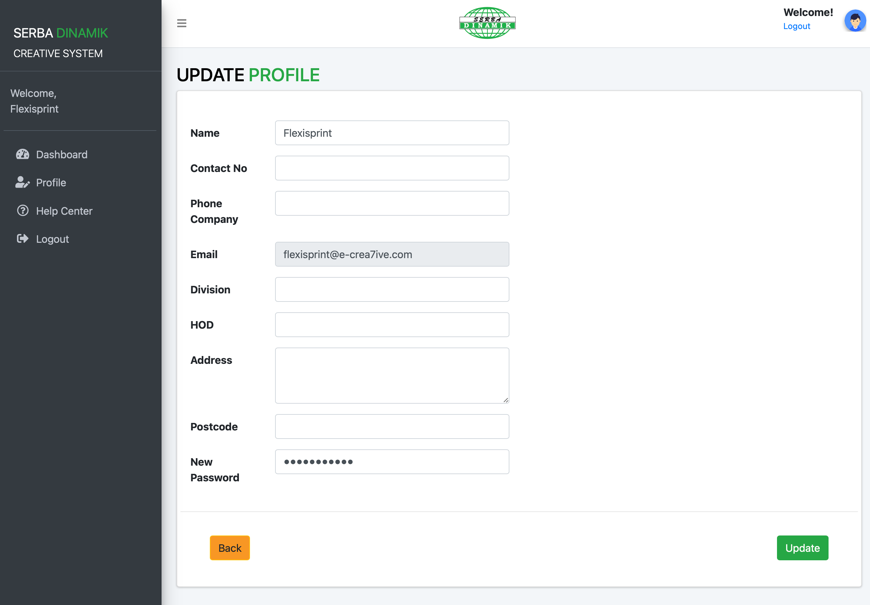 SERBA DINAMIK
CREATIVE SYSTEM
Welcome,
Flexisprint
Dashboard
Profile
Help Center
Logout
SERBA
DINAMIK
Welcome!
Logout
UPDATE PROFILE
Name
Flexisprint
Contact No
Phone
Company
Email
flexisprint@e-crea7ive.com
Division
HOD
Address
Postcode
New
Password
●●●●●●●●●●●
Back
Update